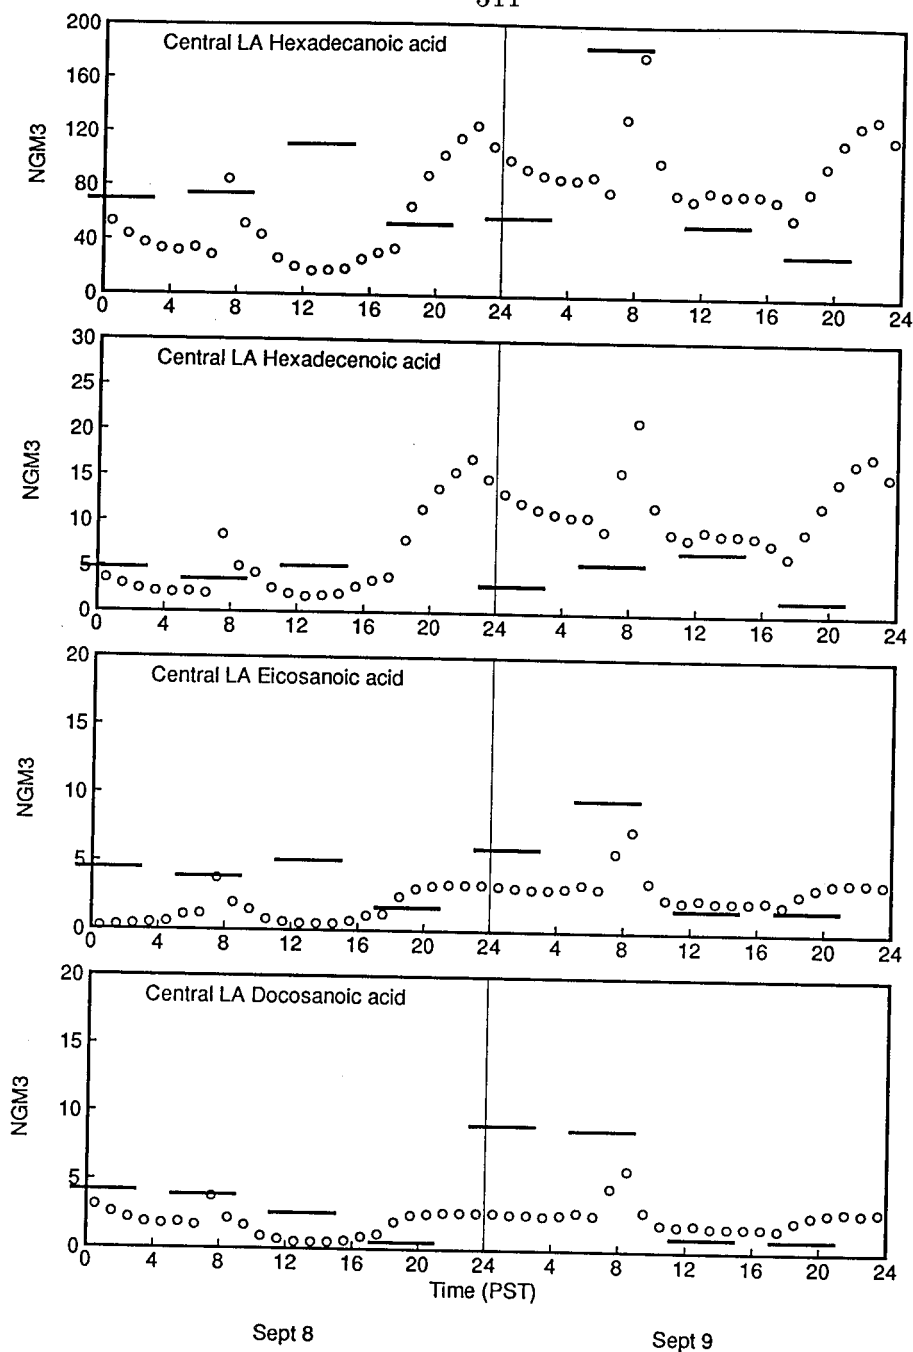 200
Central LA Hexadecanoic acid
160
120
NGM3
80
40
0
0 4 8 12 16 20 24 4 8 12 16 20 24
30
Central LA Hexadecenoic acid
25
20
NGM3
15
10
5
0
0 4 8 12 16 20 24 4 8 12 16 20 24
20
Central LA Eicosanoic acid
15
NGM3
10
5
0
0 4 8 12 16 20 24 4 8 12 16 20 24
20
Central LA Docosanoic acid
15
NGM3
10
5
0
0 4 8 12 16 20 24 4 8 12 16 20 24
Time (PST)
Sept 8 Sept 9